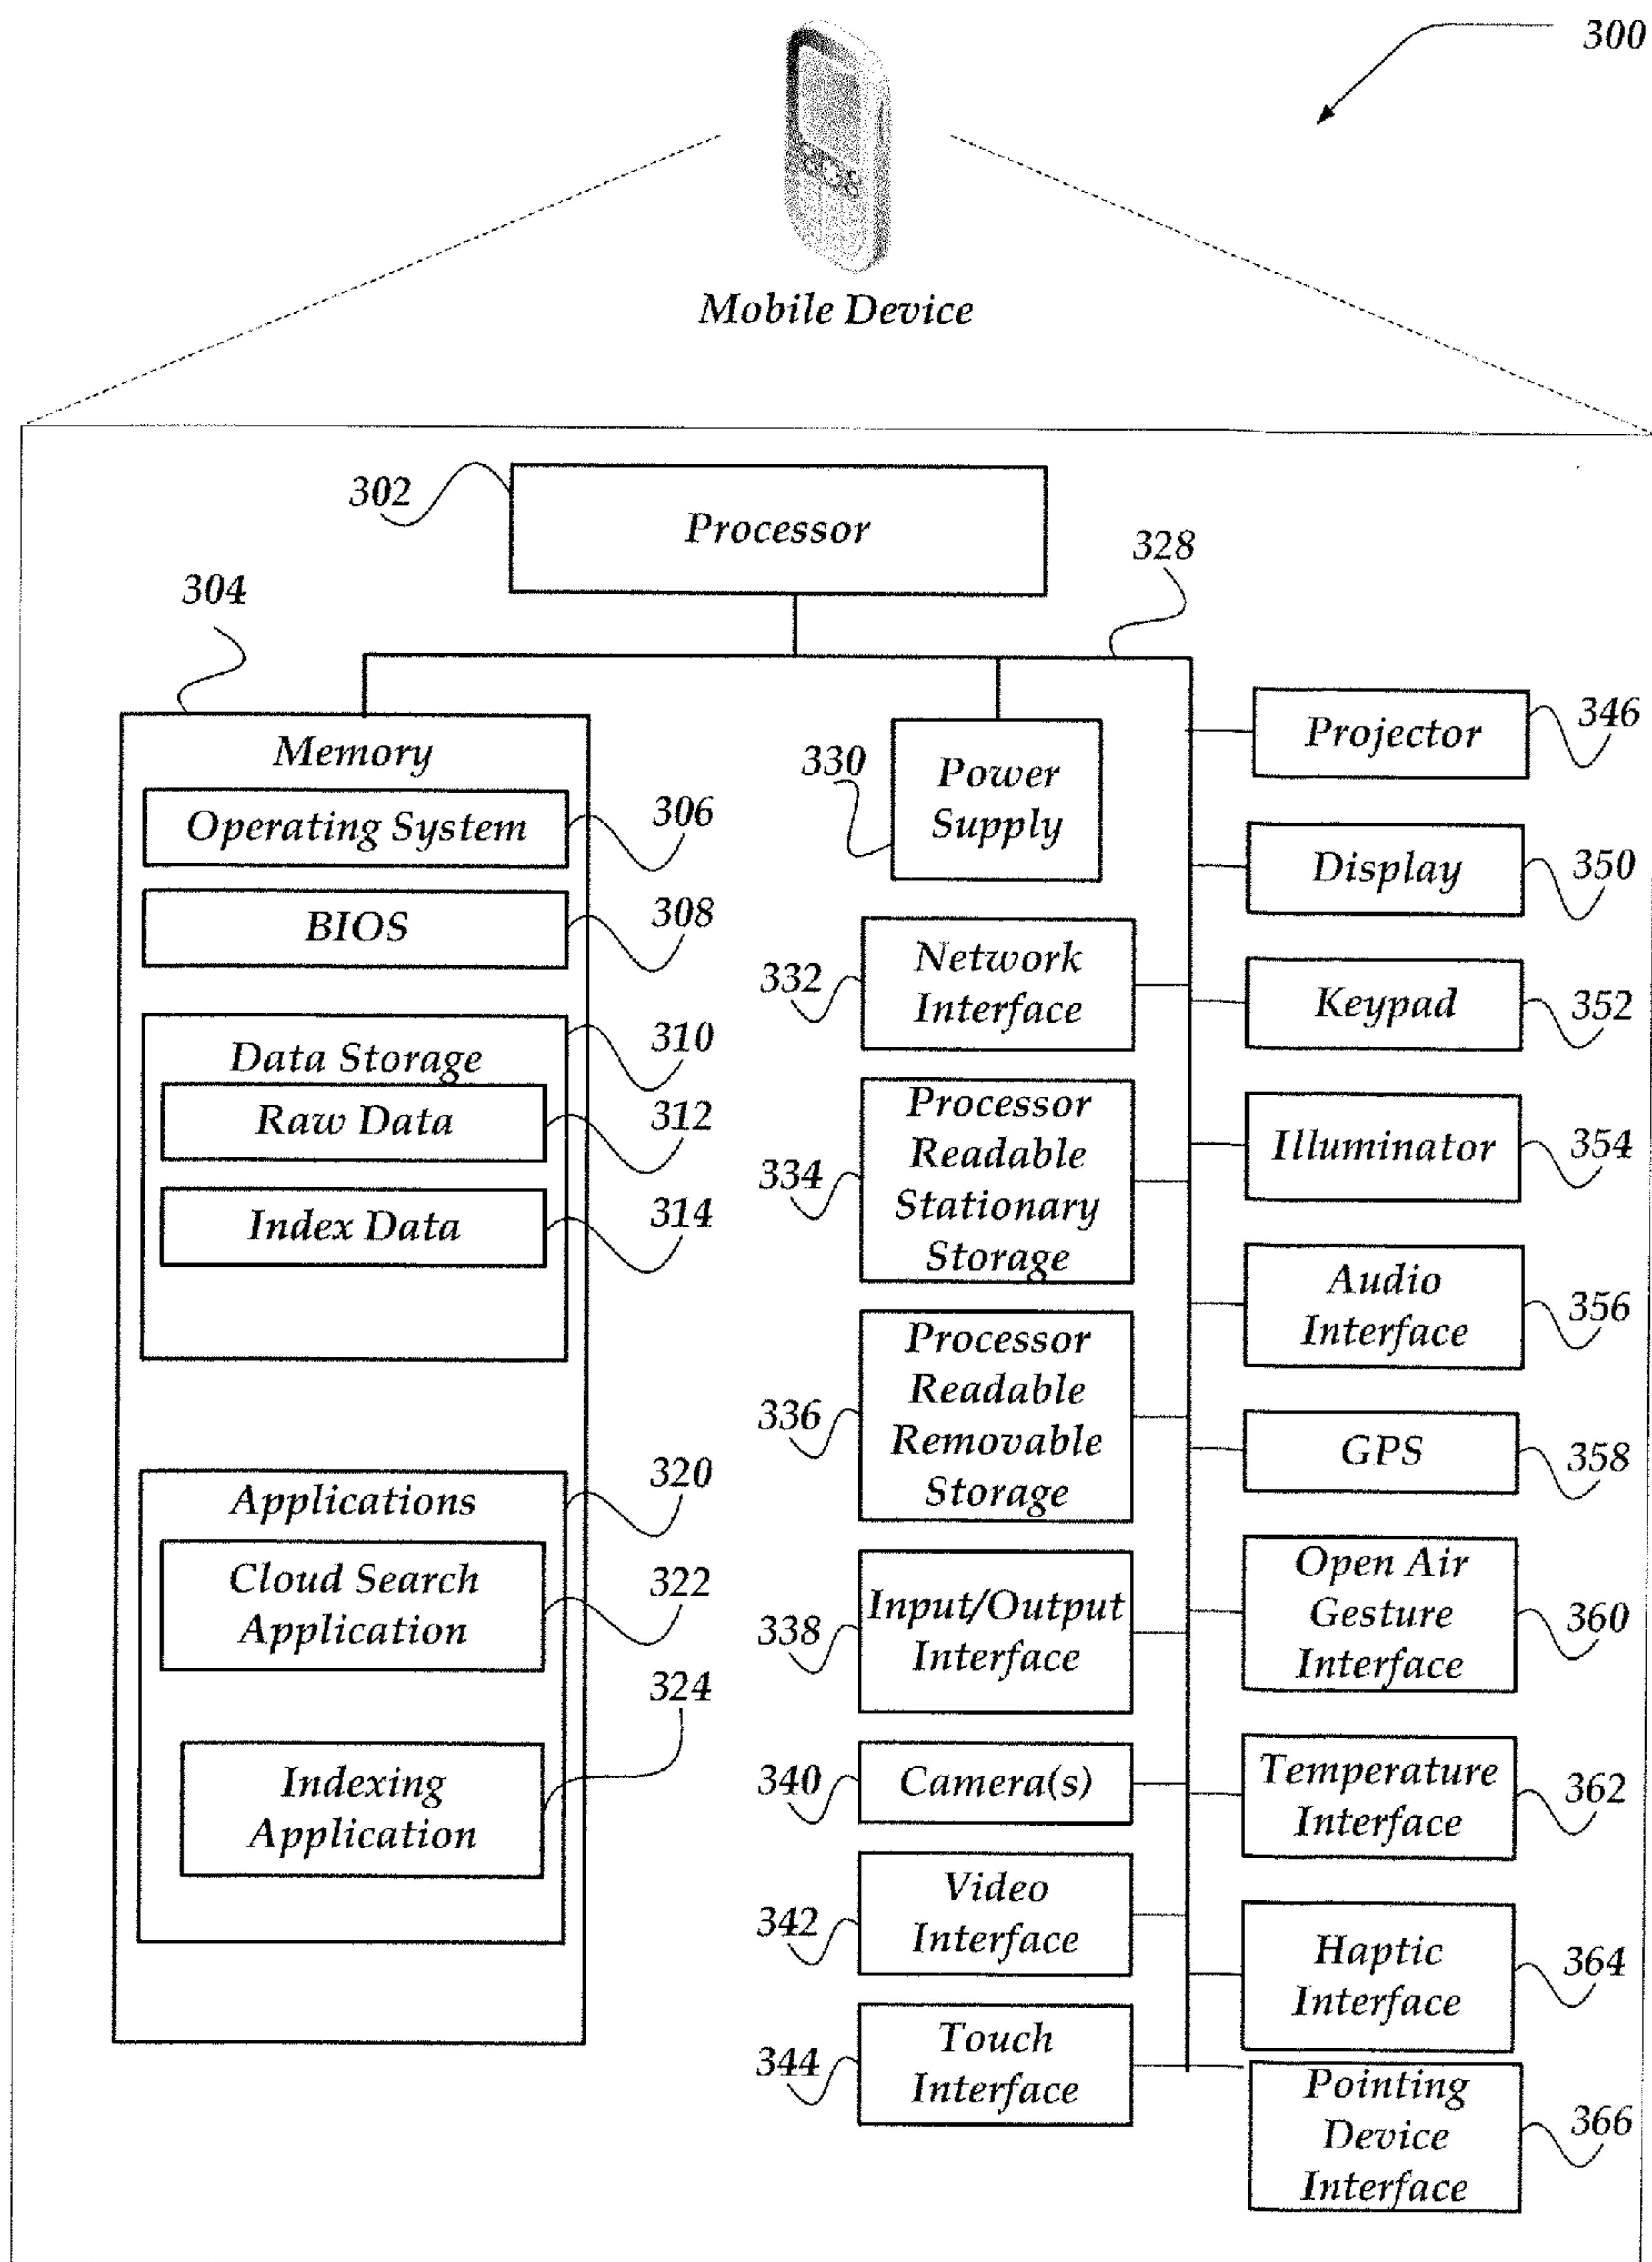 300
Mobile Device
302
Processor
328
304
Memory
Operating System
306
BIOS
308
Data Storage
310
Raw Data
312
Index Data
314
Applications
320
Cloud Search
Application
322
324
Indexing
Application
330
Power
Supply
332
Network
Interface
334
Processor
Readable
Stationary
Storage
336
Processor
Readable
Removable
Storage
338
Input/Output
Interface
340
Camera(s)
342
Video
Interface
344
Touch
Interface
Projector
346
Display
350
Keypad
352
Illuminator
354
Audio
Interface
356
GPS
358
Open Air
Gesture
Interface
360
Temperature
Interface
362
Haptic
Interface
364
Pointing
Device
Interface
366